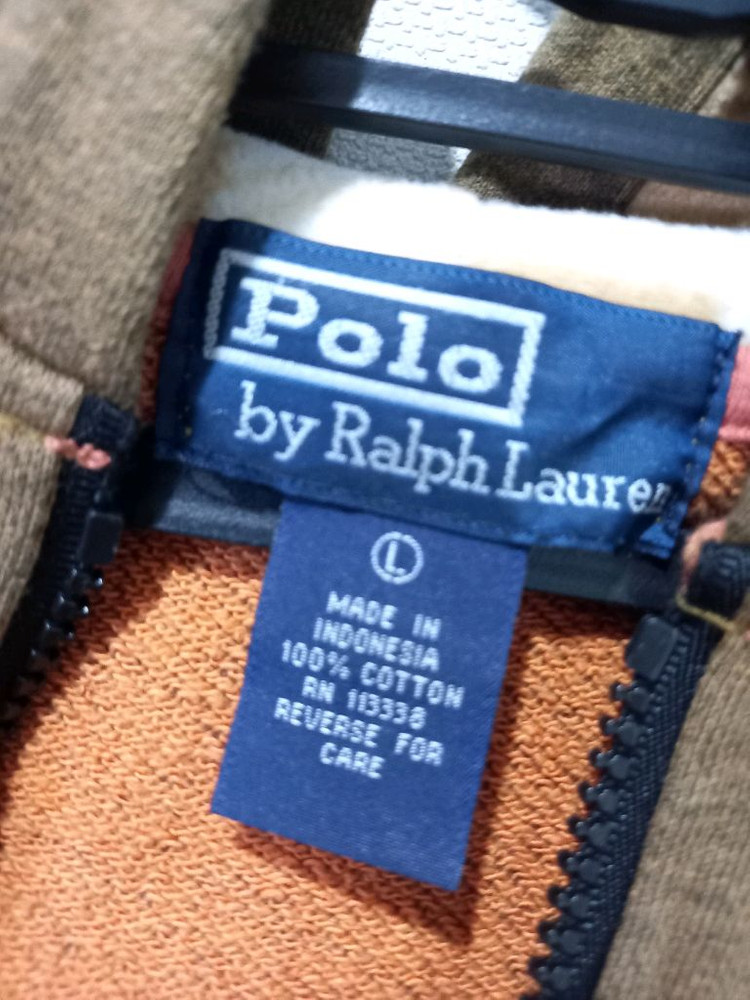 Polo
by Ralph Lauren
L
MADE IN
INDONESIA
100% COTTON
RN 113338
REVERSE FOR
CARE